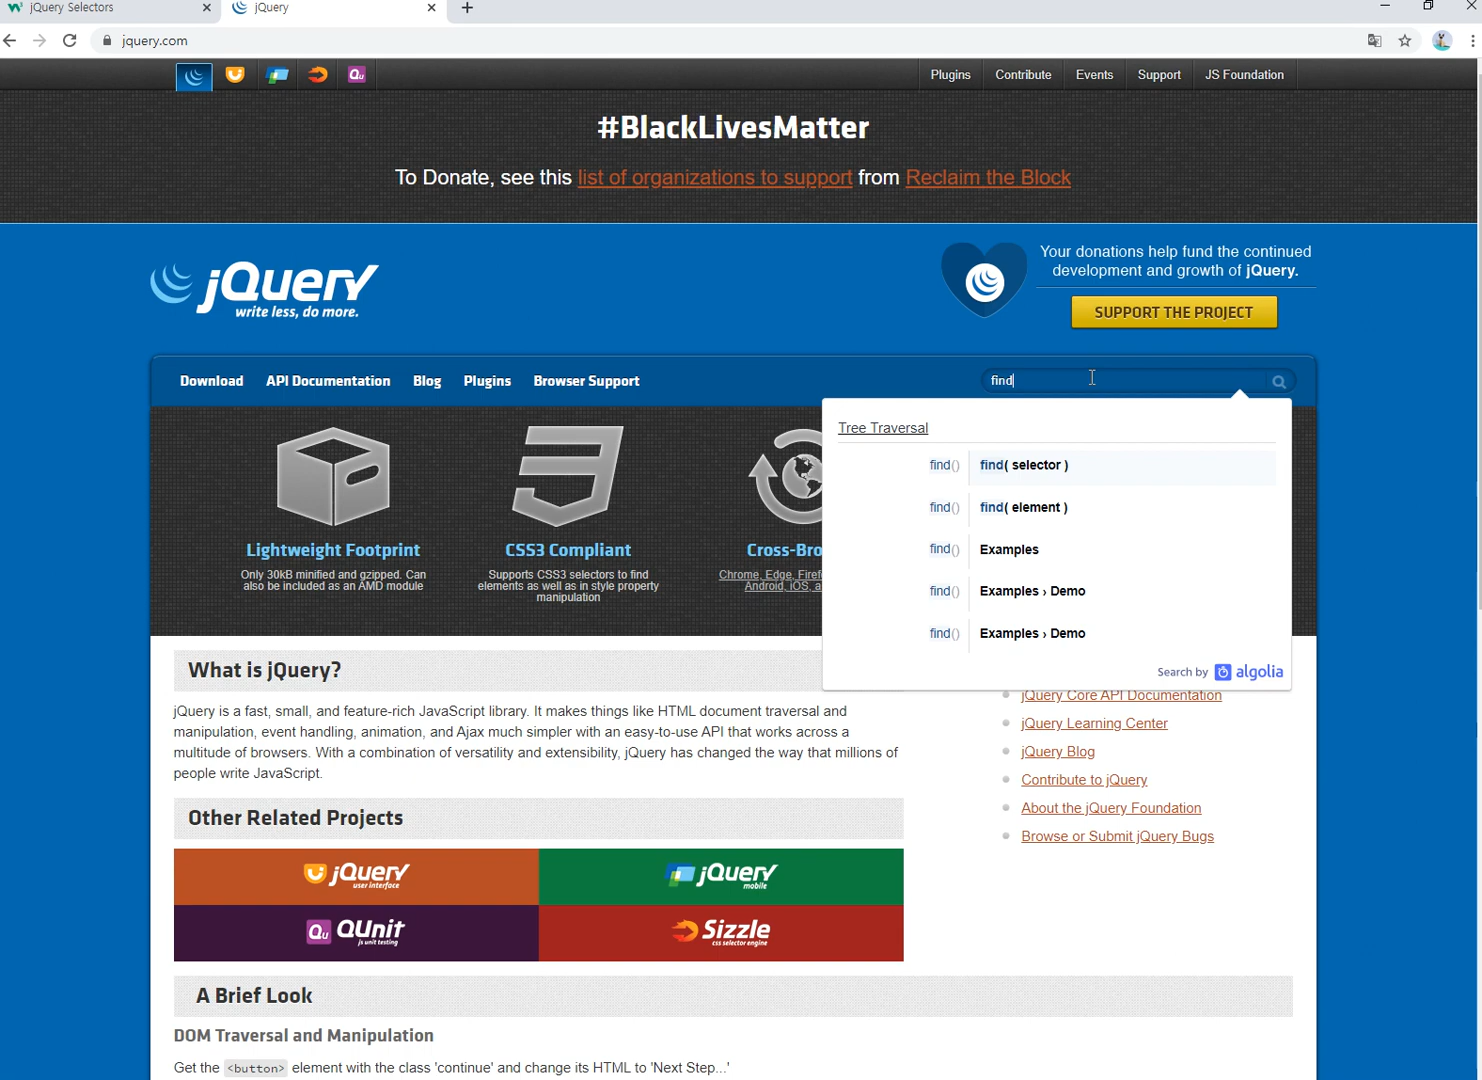 jQuery Selectors
jQuery
jquery.com
Qu
Plugins Contribute Events Support JS Foundation
#BlackLivesMatter
To Donate, see this list of organizations to support from Reclaim the Block
jQuery
write less, do more.
Your donations help fund the continued
development and growth of jQuery.
SUPPORT THE PROJECT
Download API Documentation Blog Plugins Browser Support
find
Tree Traversal
find() find( selector )
find() find( element )
find() Examples
find() Examples › Demo
find() Examples › Demo
Search by algolia
Lightweight Footprint
Only 30kB minified and gzipped. Can
also be included as an AMD module
CSS3 Compliant
Supports CSS3 selectors to find
elements as well as in style property
manipulation
Cross-Bro
Chrome, Edge, Firef
Android, iOS, a
What is jQuery?
jQuery is a fast, small, and feature-rich JavaScript library. It makes things like HTML document traversal and
manipulation, event handling, animation, and Ajax much simpler with an easy-to-use API that works across a
multitude of browsers. With a combination of versatility and extensibility, jQuery has changed the way that millions of
people write JavaScript.
jQuery Core API Documentation
jQuery Learning Center
jQuery Blog
Contribute to jQuery
About the jQuery Foundation
Browse or Submit jQuery Bugs
Other Related Projects
jQuery
user interface
jQuery
mobile
Qu QUnit
js unit testing
Sizzle
css selector engine
A Brief Look
DOM Traversal and Manipulation
Get the <button> element with the class 'continue' and change its HTML to 'Next Step...'